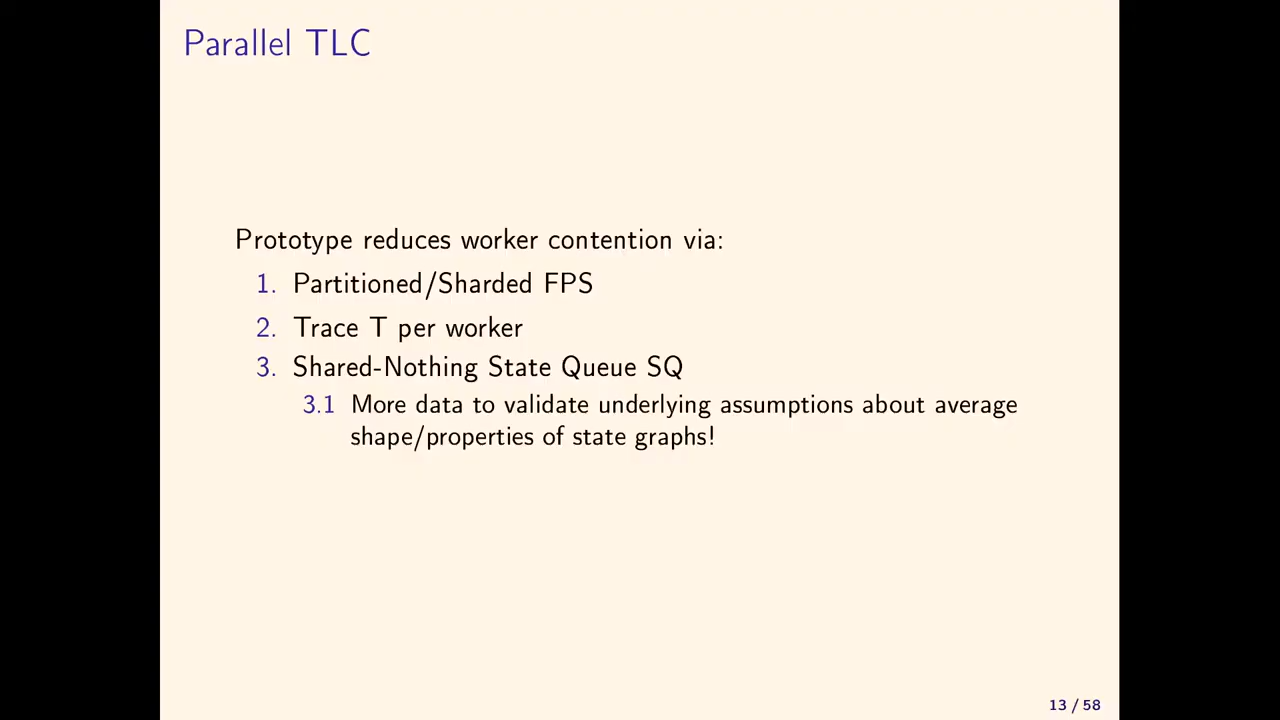 Parallel TLC
Prototype reduces worker contention via:
1. Partitioned/Sharded FPS
2. Trace T per worker
3. Shared-Nothing State Queue SQ
3.1 More data to validate underlying assumptions about average
shape/properties of state graphs!
13 / 58